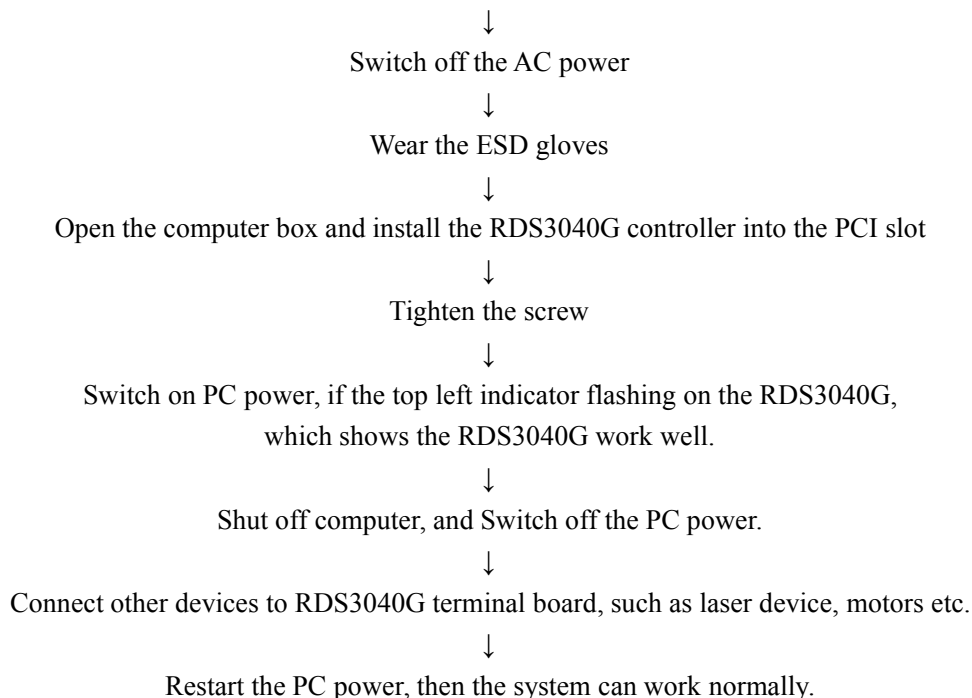 ↓
Switch off the AC power
↓
Wear the ESD gloves
↓
Open the computer box and install the RDS3040G controller into the PCI slot
↓
Tighten the screw
↓
Switch on PC power, if the top left indicator flashing on the RDS3040G,
which shows the RDS3040G work well.
↓
Shut off computer, and Switch off the PC power.
↓
Connect other devices to RDS3040G terminal board, such as laser device, motors etc.
↓
Restart the PC power, then the system can work normally.